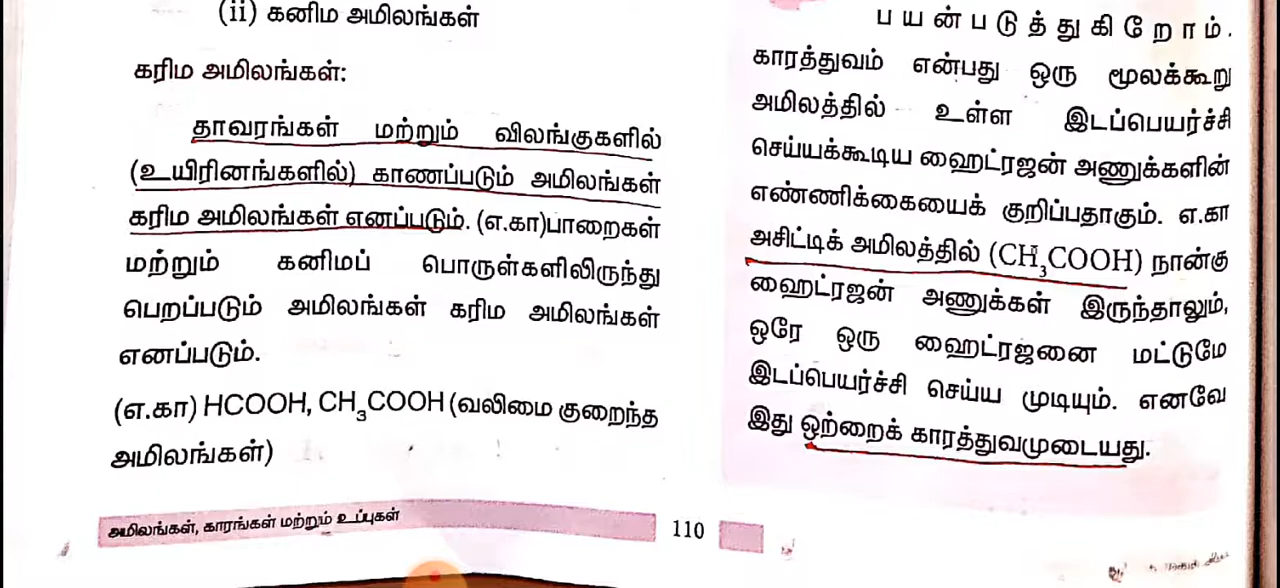 (ii) கனிம அமிலங்கள்
கரிம அமிலங்கள்:
தாவரங்கள் மற்றும் விலங்குகளில்
(உயிரினங்களில்) காணப்படும் அமிலங்கள்
கரிம அமிலங்கள் எனப்படும். (எ.கா)பாறைகள்
மற்றும் கனிமப் பொருள்களிலிருந்து
பெறப்படும் அமிலங்கள் கரிம அமிலங்கள்
எனப்படும்.
(எ.கா) HCOOH, CH₃COOH (வலிமை குறைந்த
அமிலங்கள்)
பயன்படுத்துகிறோம்.
காரத்துவம் என்பது ஒரு மூலக்கூறு
அமிலத்தில் உள்ள இடப்பெயர்ச்சி
செய்யக்கூடிய ஹைட்ரஜன் அணுக்களின்
எண்ணிக்கையைக் குறிப்பதாகும். எ.கா
அசிட்டிக் அமிலத்தில் (CH₃COOH) நான்கு
ஹைட்ரஜன் அணுக்கள் இருந்தாலும்,
ஒரே ஒரு ஹைட்ரஜனை மட்டுமே
இடப்பெயர்ச்சி செய்ய முடியும். எனவே
இது ஒற்றைக் காரத்துவமுடையது.
அமிலங்கள், காரங்கள் மற்றும் உப்புகள்
110